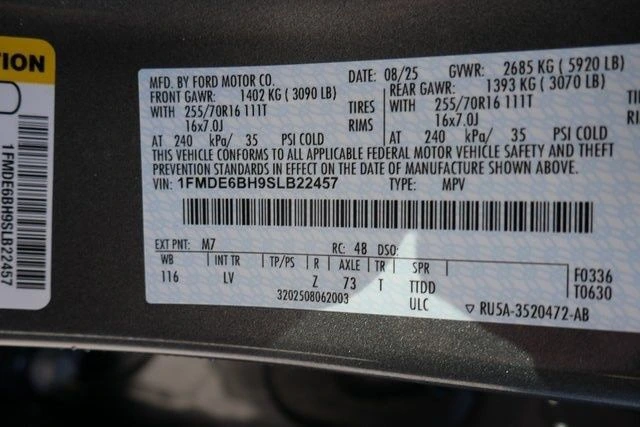 ION
1FMDE6BH9SLB22457
MFD. BY FORD MOTOR CO.
DATE: 08/25 GVWR: 2685 KG ( 5920 LB)
FRONT GAWR: 1402 KG ( 3090 LB)
REAR GAWR: 1393 KG ( 3070 LB)
WITH 255/70R16 111T TIRES
WITH 255/70R16 111T TIRES
16x7.0J RIMS
16x7.0J RIMS
AT 240 kPa/ 35 PSI COLD
AT 240 kPa/ 35 PSI COLD
THIS VEHICLE CONFORMS TO ALL APPLICABLE FEDERAL MOTOR VEHICLE SAFETY AND THEFT
PREVENTION STANDARDS IN EFFECT ON THE DATE OF MANUFACTURE SHOWN ABOVE.
VIN: 1FMDE6BH9SLB22457 TYPE: MPV
EXT PNT: M7 RC: 48 DSO:
WB INT TR TP/PS R AXLE TR SPR
116 LV Z 73 T TTDD
F0336
T0630
3202508062003 ULC
▽ RU5A-3520472-AB